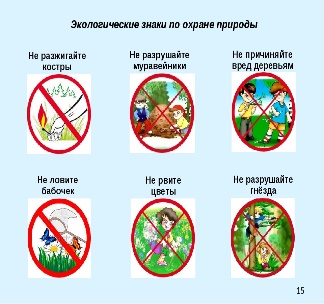 Экологические знаки по охране природы
Не разжигайте
костры
Не разрушайте
муравейники
Не причиняйте
вред деревьям
Не ловите
бабочек
Не рвите
цветы
Не разрушайте
гнёзда
15